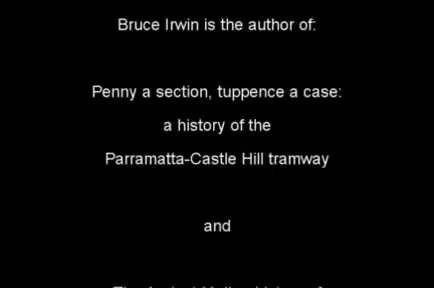 Bruce Irwin is the author of:
Penny a section, tuppence a case:
a history of the
Parramatta-Castle Hill tramway
and